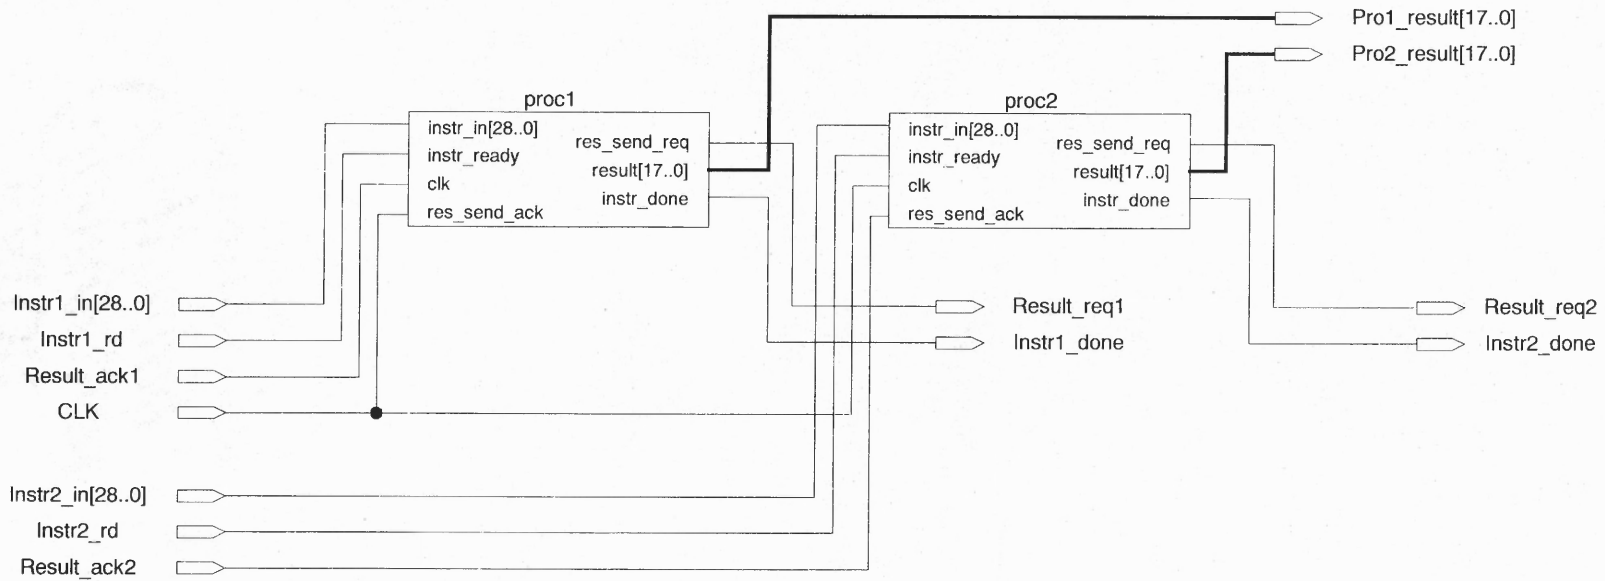 Pro1_result[17..0]
Pro2_result[17..0]
proc1
instr_in[28..0]
instr_ready
clk
res_send_ack
res_send_req
result[17..0]
instr_done
proc2
instr_in[28..0]
instr_ready
clk
res_send_ack
res_send_req
result[17..0]
instr_done
Instr1_in[28..0]
Instr1_rd
Result_ack1
CLK
Result_req1
Instr1_done
Result_req2
Instr2_done
Instr2_in[28..0]
Instr2_rd
Result_ack2